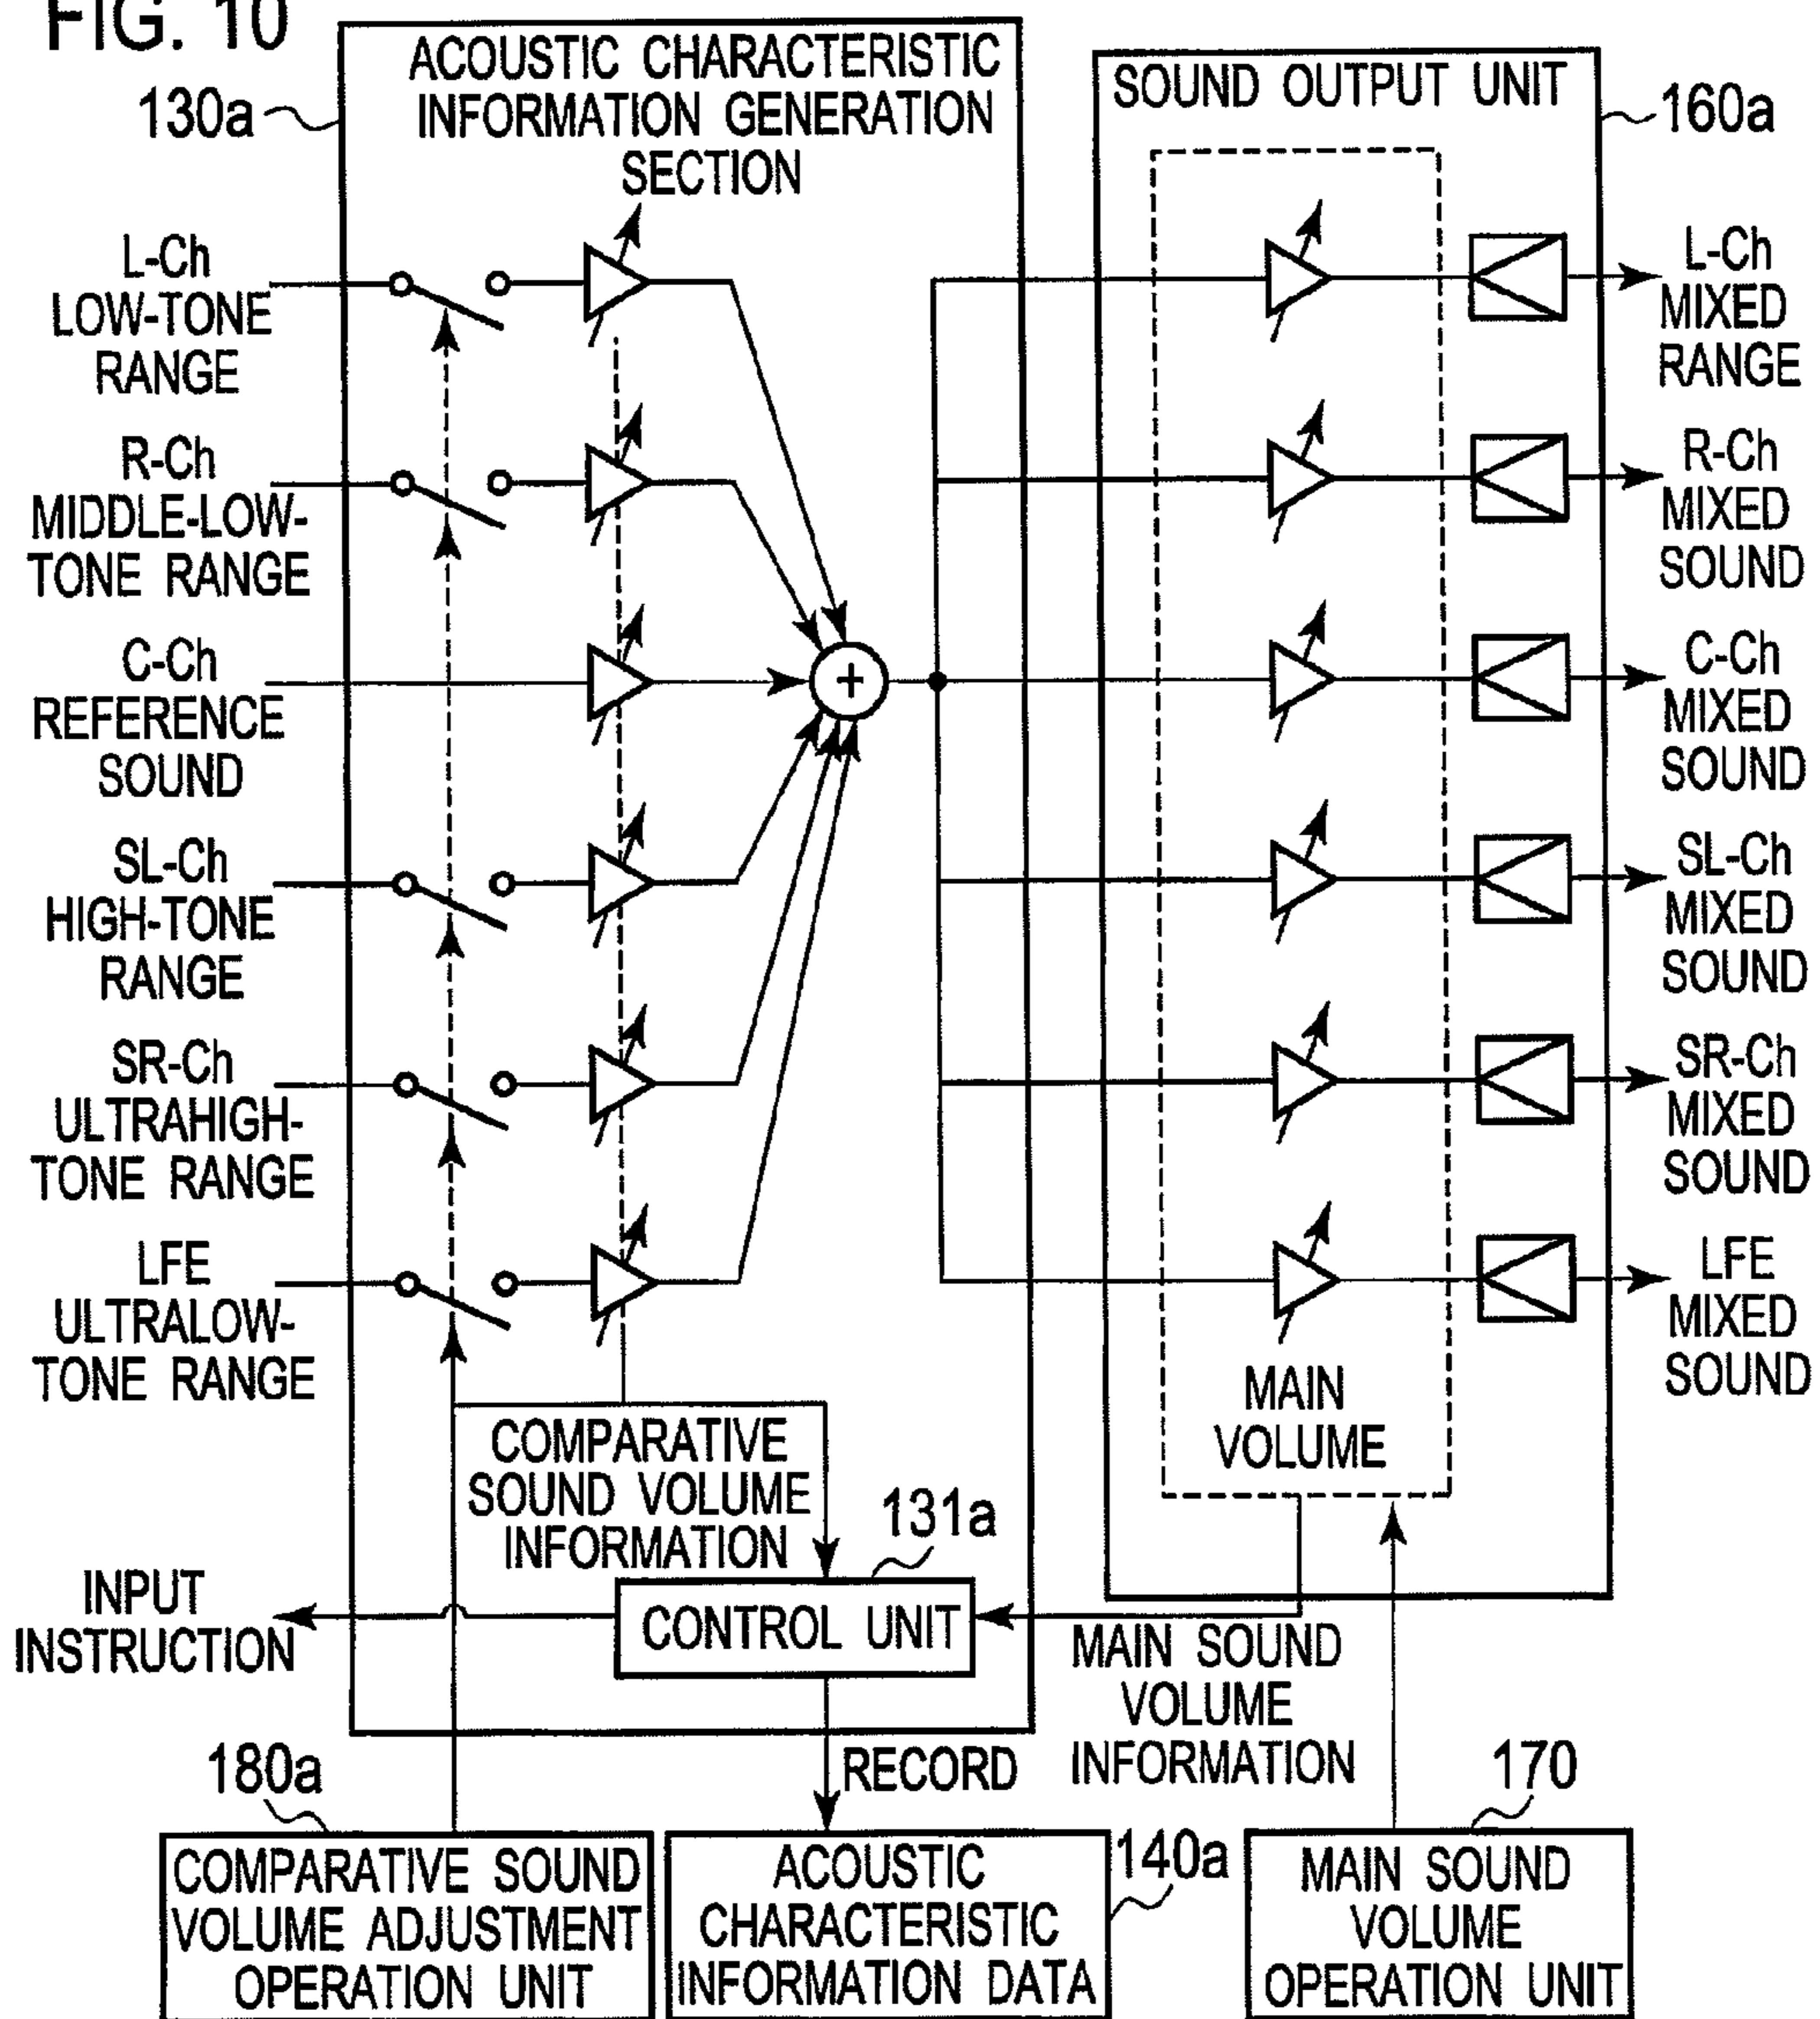 FIG. 10
130a
ACOUSTIC CHARACTERISTIC
INFORMATION GENERATION
SECTION
SOUND OUTPUT UNIT
160a
L-Ch
LOW-TONE
RANGE
R-Ch
MIDDLE-LOW-
TONE RANGE
C-Ch
REFERENCE
SOUND
SL-Ch
HIGH-TONE
RANGE
SR-Ch
ULTRAHIGH-
TONE RANGE
LFE
ULTRALOW-
TONE RANGE
+
L-Ch
MIXED
RANGE
R-Ch
MIXED
SOUND
C-Ch
MIXED
SOUND
SL-Ch
MIXED
SOUND
SR-Ch
MIXED
SOUND
LFE
MIXED
SOUND
MAIN
VOLUME
COMPARATIVE
SOUND VOLUME
INFORMATION
131a
INPUT
INSTRUCTION
CONTROL UNIT
MAIN SOUND
VOLUME
INFORMATION
RECORD
180a
COMPARATIVE SOUND
VOLUME ADJUSTMENT
OPERATION UNIT
ACOUSTIC
CHARACTERISTIC
INFORMATION DATA
140a
170
MAIN SOUND
VOLUME
OPERATION UNIT